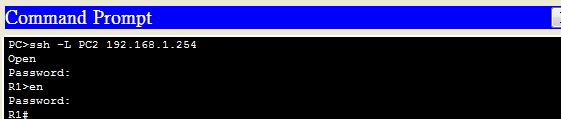 Command Prompt
PC>ssh -L PC2 192.168.1.254
Open
Password:
R1>en
Password:
R1#